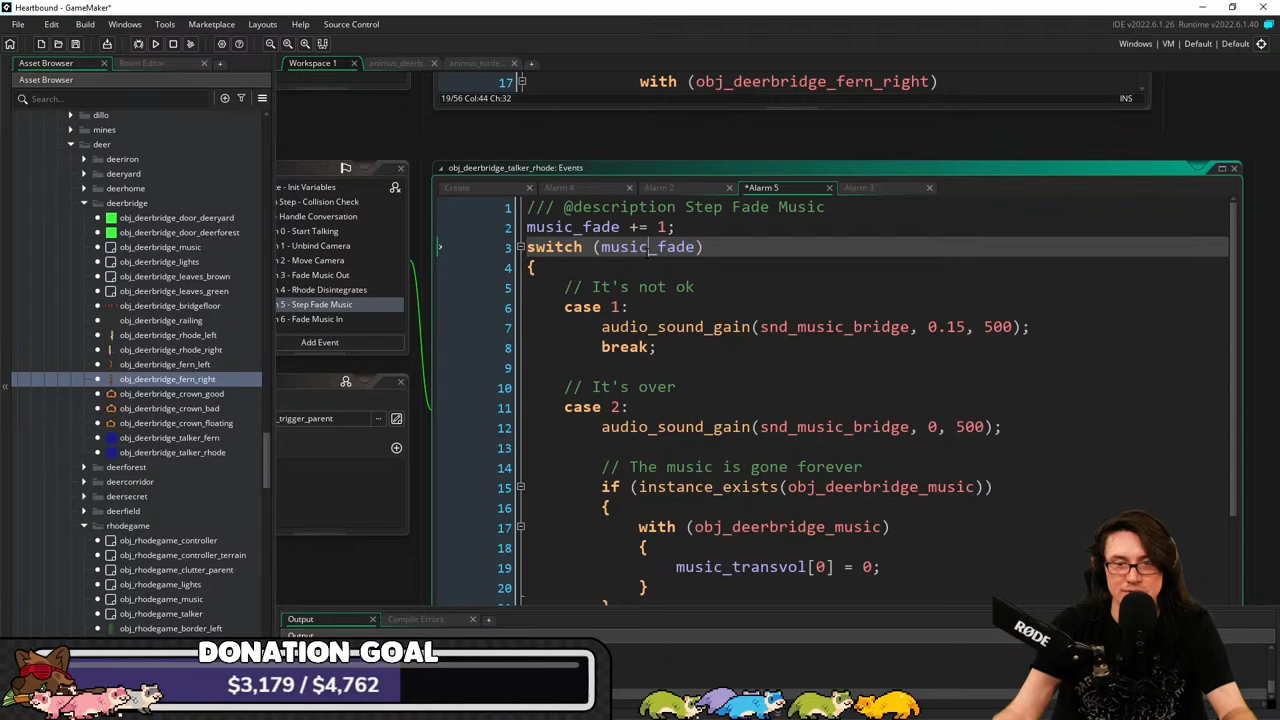 Heartbound - GameMaker*
File Edit Build Windows Tools Marketplace Layouts Help Source Control
IDE v2022.6.1.26 Runtime v2022.6.1.40
Windows | VM | Default | Default
Asset Browser
Room Editor
Asset Browser
Search...
dillo
mines
deer
deeriron
deeryard
deerhome
deerbridge
obj_deerbridge_door_deeryard
obj_deerbridge_door_deerforest
obj_deerbridge_music
obj_deerbridge_lights
obj_deerbridge_leaves_brown
obj_deerbridge_leaves_green
obj_deerbridge_bridgefloor
obj_deerbridge_railing
obj_deerbridge_rhode_left
obj_deerbridge_rhode_right
obj_deerbridge_fern_left
obj_deerbridge_fern_right
obj_deerbridge_crown_good
obj_deerbridge_crown_bad
obj_deerbridge_crown_floating
obj_deerbridge_talker_fern
obj_deerbridge_talker_rhode
deerforest
deercorridor
deersecret
deerfield
rhodegame
obj_rhodegame_controller
obj_rhodegame_controller_terrain
obj_rhodegame_clutter_parent
obj_rhodegame_lights
obj_rhodegame_music
obj_rhodegame_talker
obj_rhodegame_border_left
Workspace 1
animus_deerb...
animus_turtle...
17 with (obj_deerbridge_fern_right)
19/56 Col:44 Ch:32
INS
te - Init Variables
Step - Collision Check
Handle Conversation
0 - Start Talking
1 - Unbind Camera
2 - Move Camera
3 - Fade Music Out
4 - Rhode Disintegrates
5 - Step Fade Music
6 - Fade Music In
Add Event
_trigger_parent
obj_deerbridge_talker_rhode: Events
Create
Alarm 4
Alarm 2
*Alarm 5
Alarm 3
1 /// @description Step Fade Music
2 music_fade += 1;
3 switch (music_fade)
4 {
5 // It's not ok
6 case 1:
7 audio_sound_gain(snd_music_bridge, 0.15, 500);
8 break;
9
10 // It's over
11 case 2:
12 audio_sound_gain(snd_music_bridge, 0, 500);
13
14 // The music is gone forever
15 if (instance_exists(obj_deerbridge_music))
16 {
17 with (obj_deerbridge_music)
18 {
19 music_transvol[0] = 0;
20 }
Output
Compile Errors
Output
DONATION GOAL
$3,179 / $4,762
RØDE